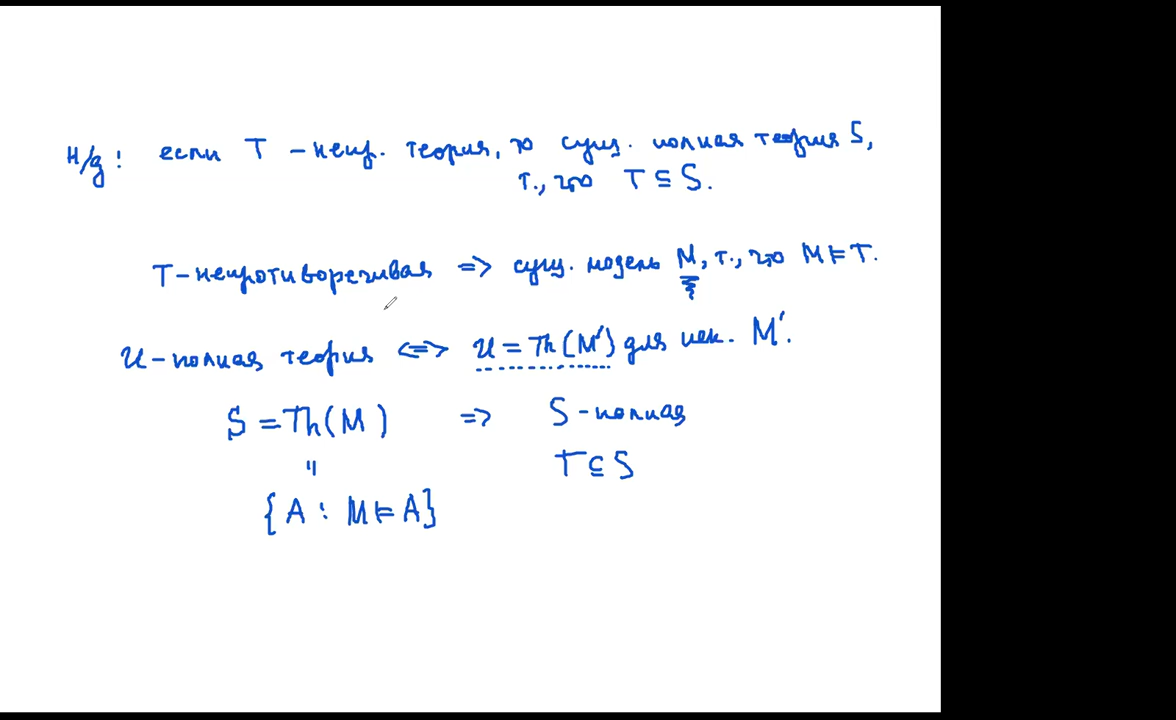 Н/д: если T – непр. теория, то сущ. полная теория S,
т., что T ⊆ S.
T – непротиворечивая => сущ. модель M, т., что M ⊨ T.
U – полная теория <=> U = Th(M') для нек. M'.
S = Th(M) => S – полная
" T ⊆ S
{A : M ⊨ A}